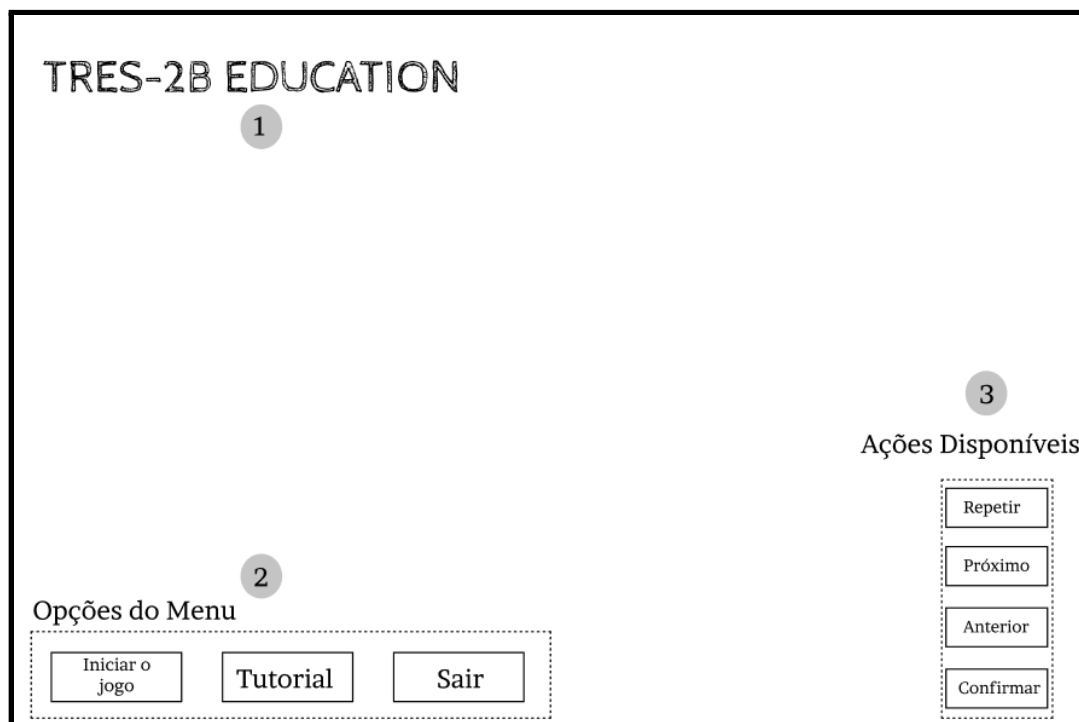 TRES-2B EDUCATION
1
3
Ações Disponíveis
Repetir
Próximo
Anterior
Confirmar
2
Opções do Menu
Iniciar o
jogo
Tutorial
Sair